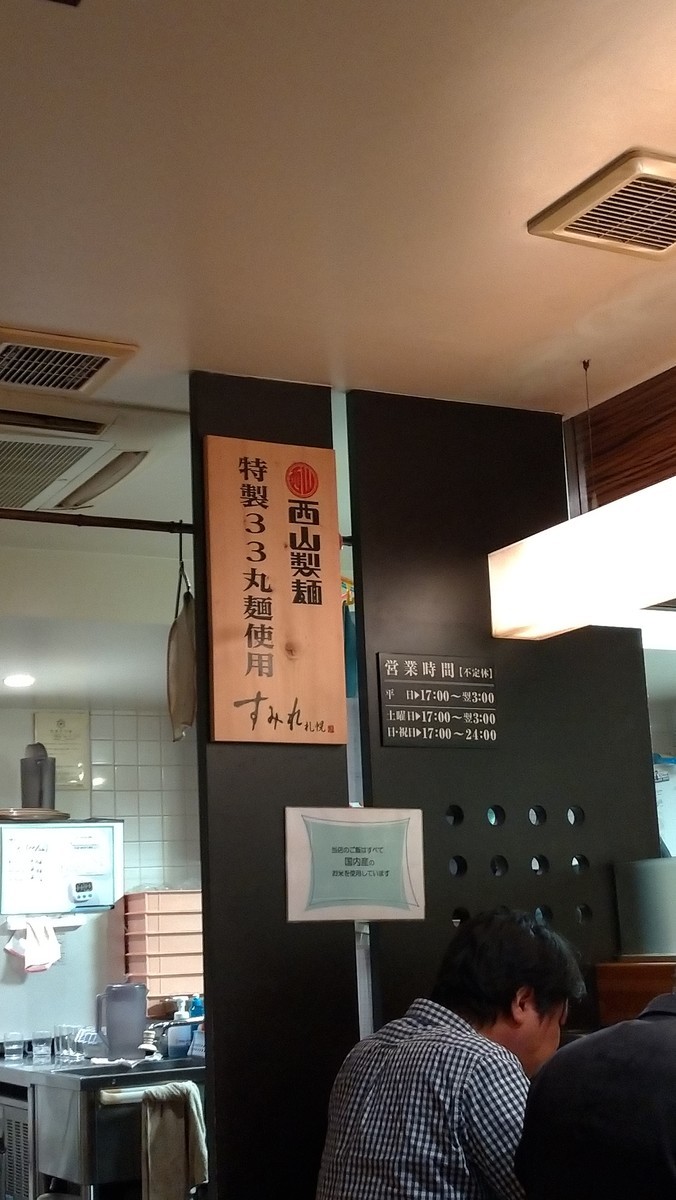 西山製麺
特製33丸麺使用
すみれ札幌
営業時間【不定休】
平 日▶17:00～翌3:00
土曜日▶17:00～翌3:00
日・祝日▶17:00～24:00
当店のご飯はすべて
国内産の
お米を使用しています